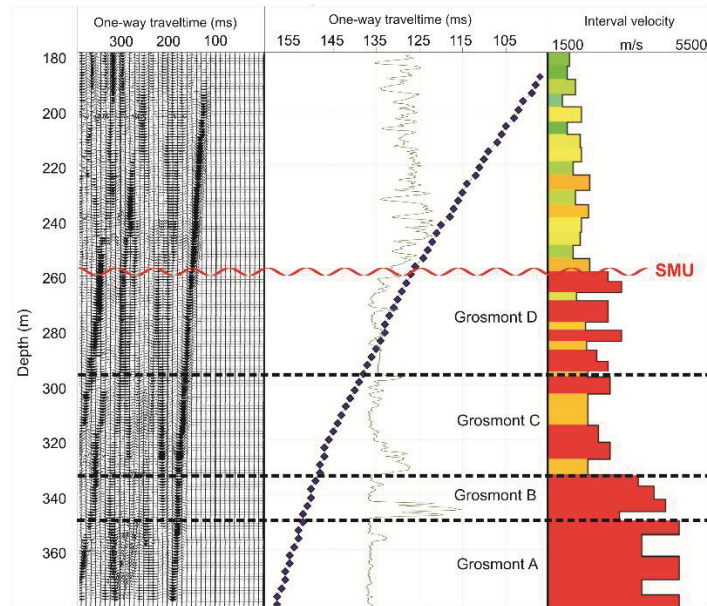 One-way traveltime (ms)
300 200 100
One-way traveltime (ms)
155 145 135 125 115 105
Interval velocity
1500 m/s 5500
Depth (m)
180
200
220
240
260
280
300
320
340
360
SMU
Grosmont D
Grosmont C
Grosmont B
Grosmont A